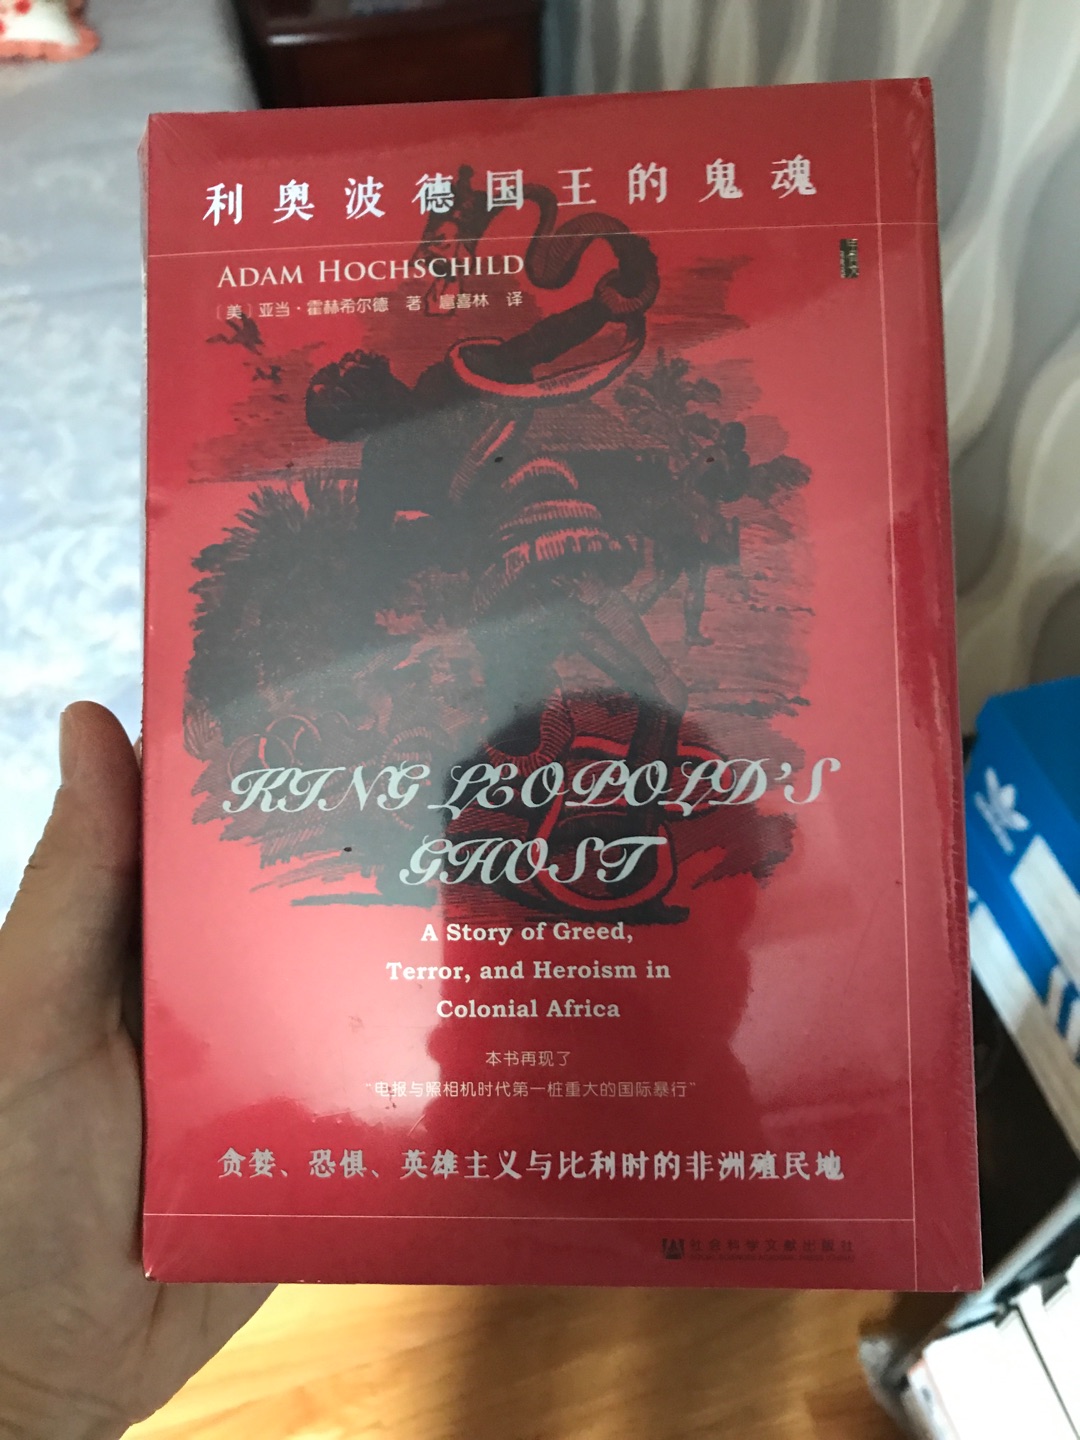 利奥波德国王的鬼魂
ADAM HOCHSCHILD
〔美〕亚当·霍赫希尔德 著 扈喜林 译
KING LEOPOLD'S
GHOST
A Story of Greed,
Terror, and Heroism in
Colonial Africa
本书再现了
“电报与照相机时代第一桩重大的国际暴行”
贪婪、恐惧、英雄主义与比利时的非洲殖民地
社会科学文献出版社